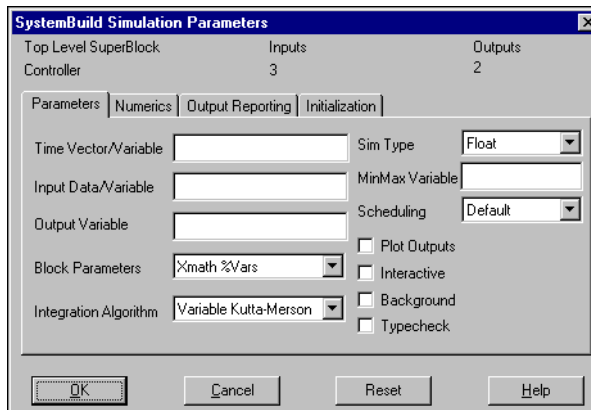 SystemBuild Simulation Parameters
Top Level SuperBlock Inputs Outputs
Controller 3 2
Parameters Numerics Output Reporting Initialization
Time Vector/Variable Sim Type Float
Input Data/Variable MinMax Variable
Output Variable Scheduling Default
Plot Outputs
Block Parameters Xmath %Vars Interactive
Background
Integration Algorithm Variable Kutta-Merson
Typecheck
OK Cancel Reset Help